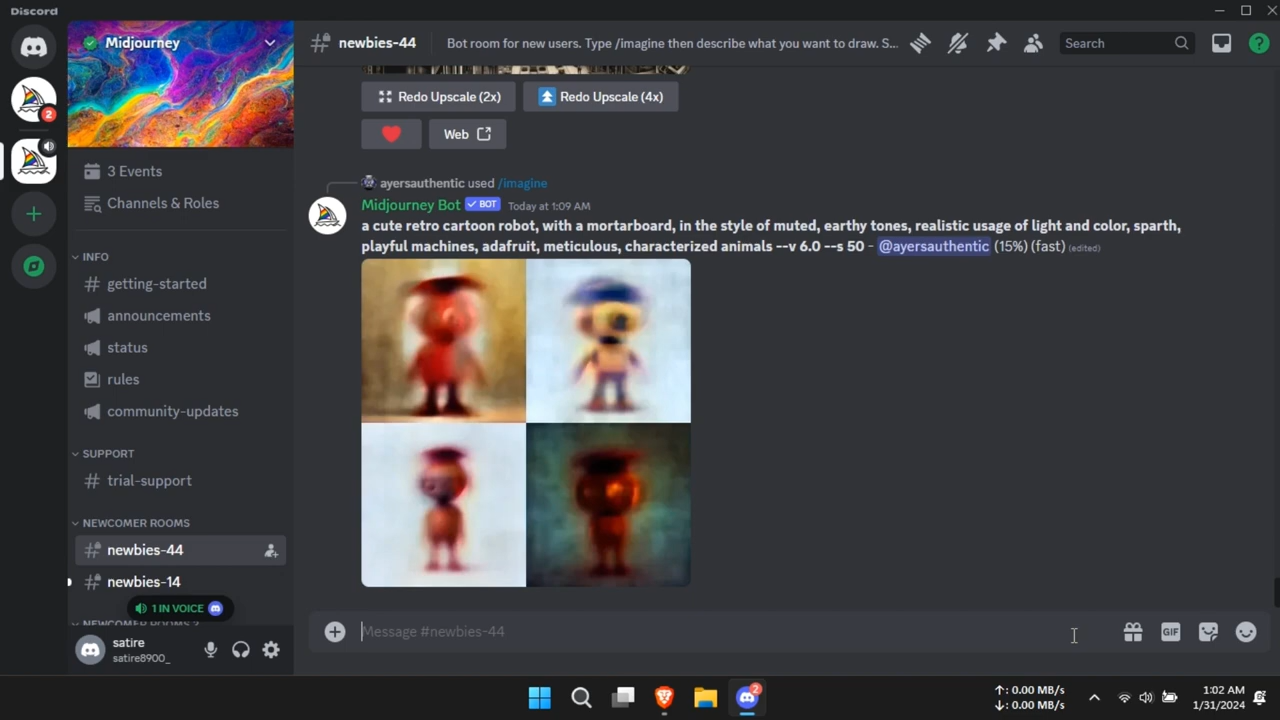 Discord
Midjourney
newbies-44
Bot room for new users. Type /imagine then describe what you want to draw. S...
Search
2
3 Events
Channels & Roles
INFO
getting-started
announcements
status
rules
community-updates
SUPPORT
trial-support
NEWCOMER ROOMS
newbies-44
newbies-14
1 IN VOICE
satire
satire8900_
Redo Upscale (2x)
Redo Upscale (4x)
Web
ayersauthentic used /imagine
Midjourney Bot BOT Today at 1:09 AM
a cute retro cartoon robot, with a mortarboard, in the style of muted, earthy tones, realistic usage of light and color, sparth,
playful machines, adafruit, meticulous, characterized animals --v 6.0 --s 50 - @ayersauthentic (15%) (fast) (edited)
Message #newbies-44
GIF
2
↑: 0.00 MB/s
↓: 0.00 MB/s
1:02 AM
1/31/2024